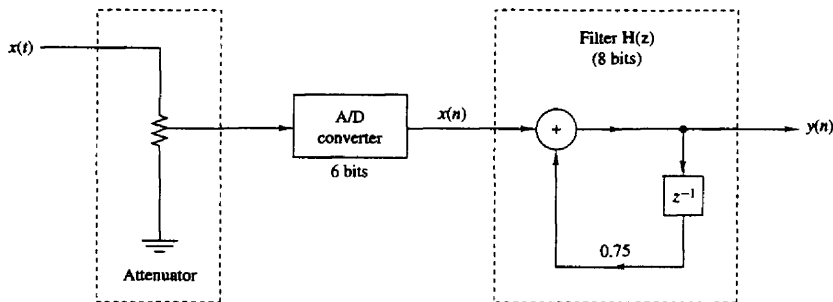 Filter H(z)
(8 bits)
x(t)
A/D
converter
6 bits
x(n)
+
y(n)
z⁻¹
0.75
Attenuator